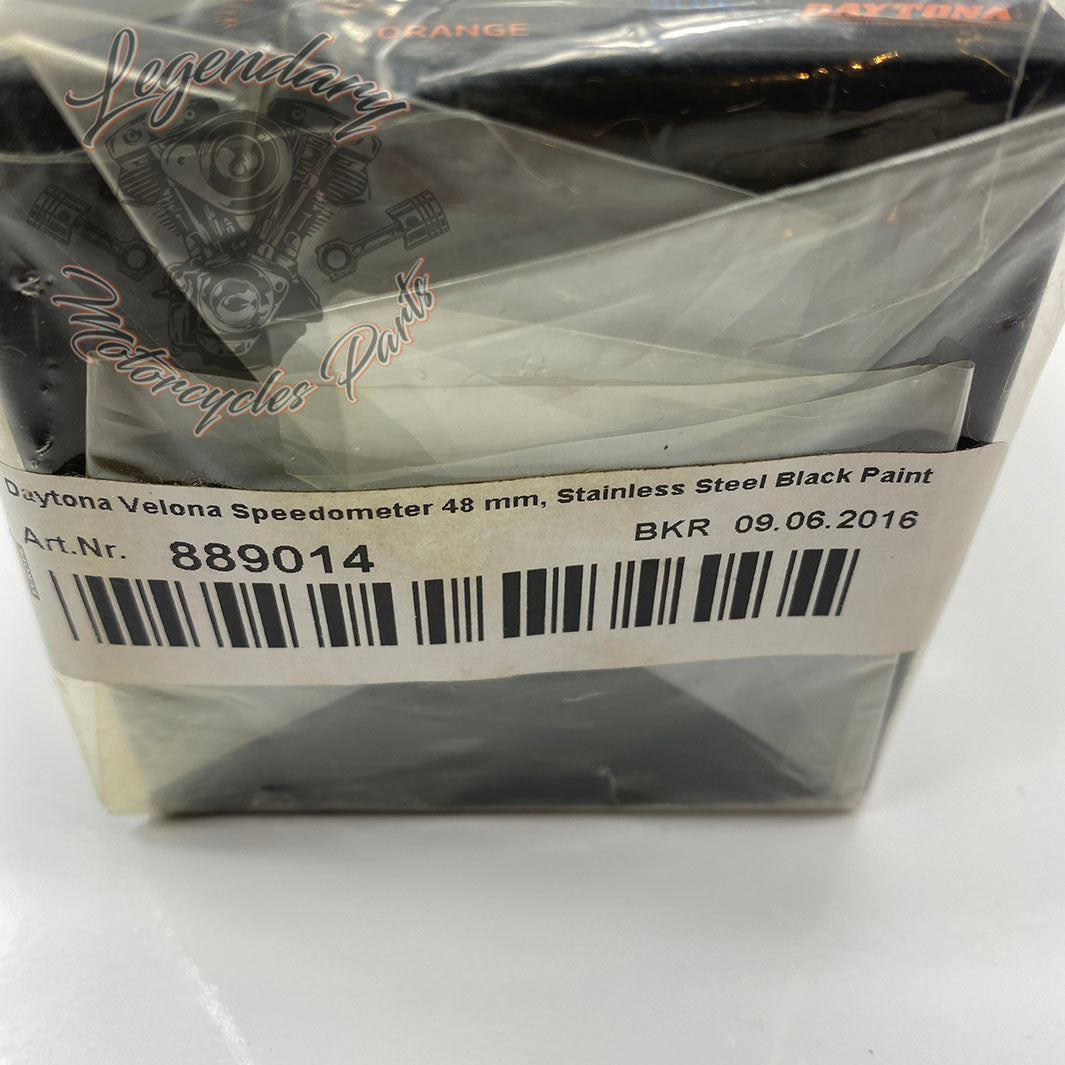 ORANGE
BLUE
DAYTONA
Legendary
Motorcycles Parts
Daytona Velona Speedometer 48 mm, Stainless Steel Black Paint
Art.Nr. 889014 BKR 09.06.2016